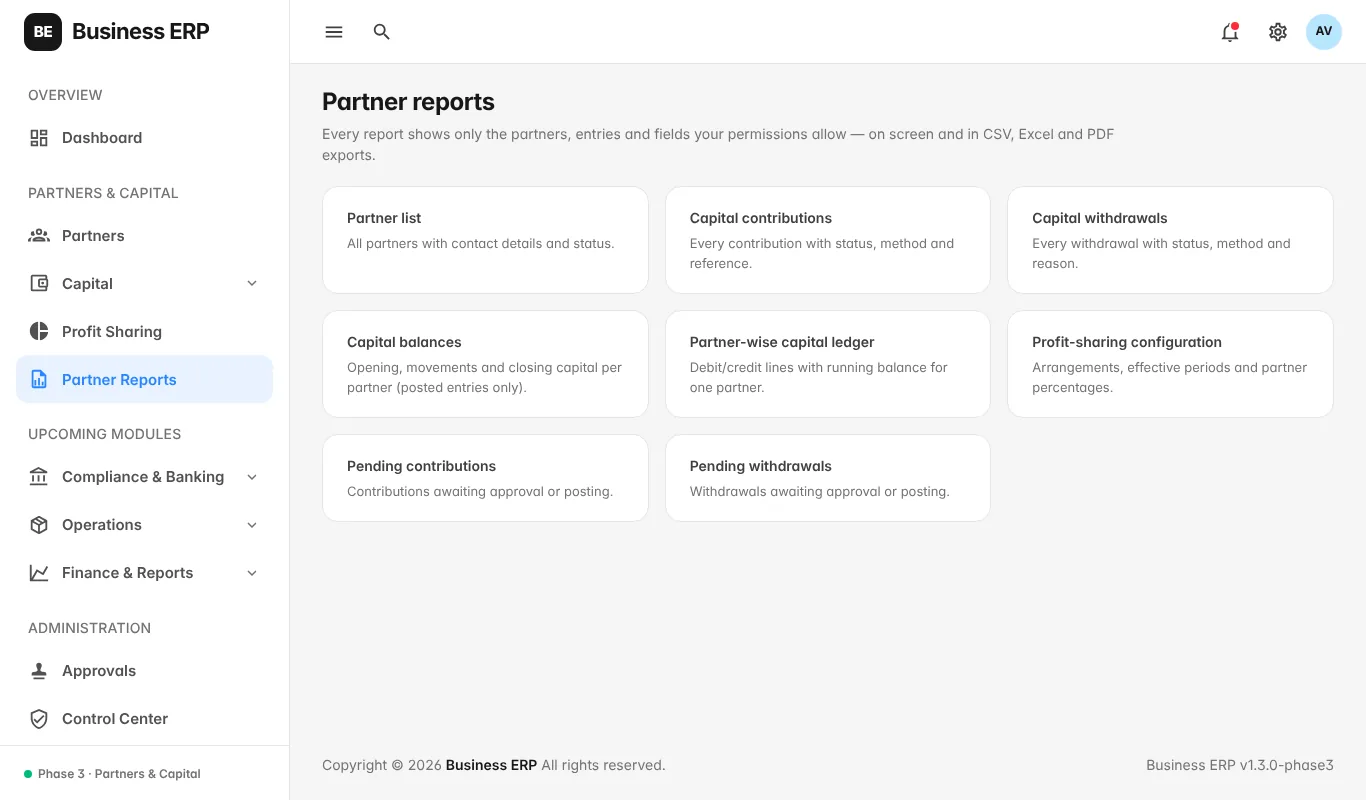 BE Business ERP
OVERVIEW
Dashboard
PARTNERS & CAPITAL
Partners
Capital
Profit Sharing
Partner Reports
UPCOMING MODULES
Compliance & Banking
Operations
Finance & Reports
ADMINISTRATION
Approvals
Control Center
Phase 3 · Partners & Capital
AV
Partner reports
Every report shows only the partners, entries and fields your permissions allow — on screen and in CSV, Excel and PDF
exports.
Partner list
All partners with contact details and status.
Capital contributions
Every contribution with status, method and
reference.
Capital withdrawals
Every withdrawal with status, method and
reason.
Capital balances
Opening, movements and closing capital per
partner (posted entries only).
Partner-wise capital ledger
Debit/credit lines with running balance for
one partner.
Profit-sharing configuration
Arrangements, effective periods and partner
percentages.
Pending contributions
Contributions awaiting approval or posting.
Pending withdrawals
Withdrawals awaiting approval or posting.
Copyright © 2026 Business ERP All rights reserved.
Business ERP v1.3.0-phase3